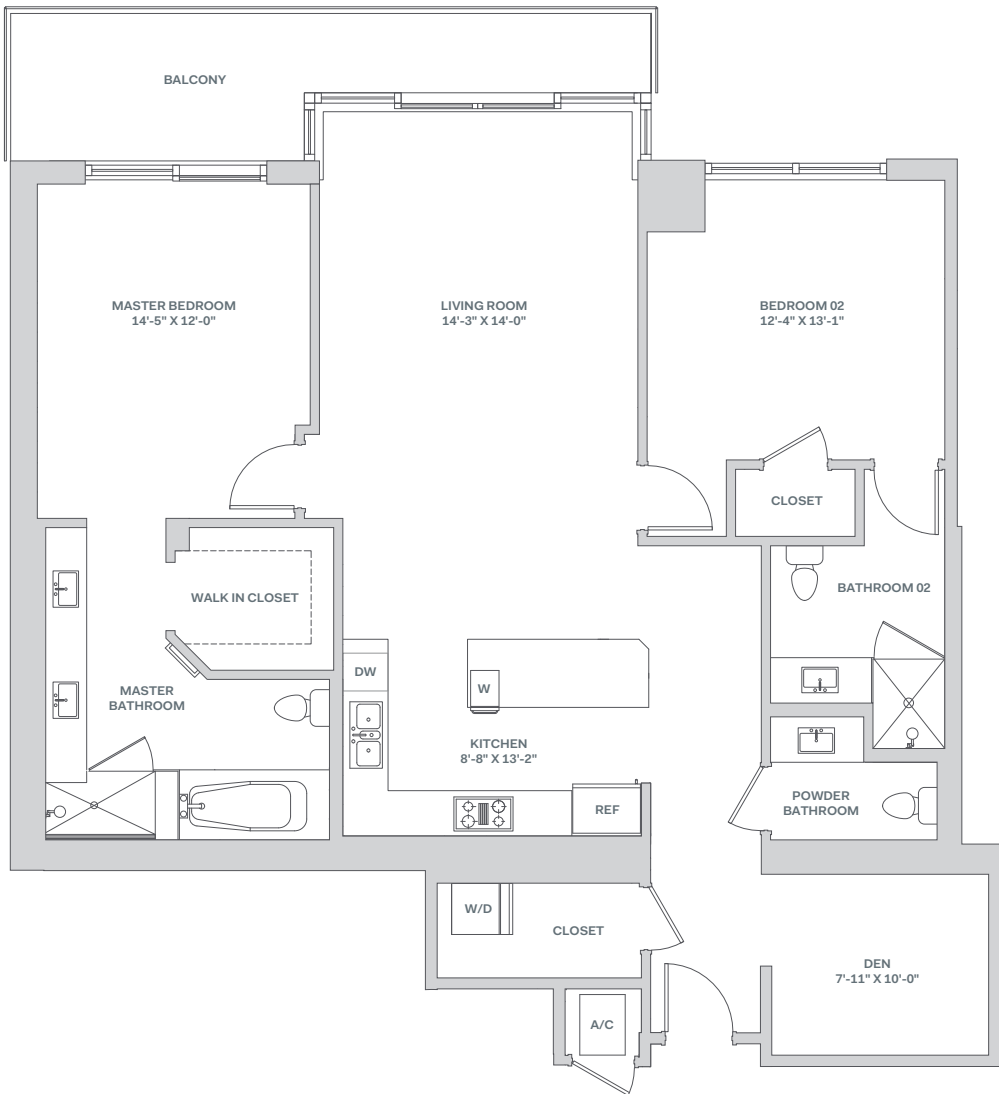 BALCONY
MASTER BEDROOM
14'-5" X 12'-0"
LIVING ROOM
14'-3" X 14'-0"
BEDROOM 02
12'-4" X 13'-1"
CLOSET
WALK IN CLOSET
BATHROOM 02
DW
W
MASTER
BATHROOM
KITCHEN
8'-8" X 13'-2"
REF
POWDER
BATHROOM
W/D
CLOSET
DEN
7'-11" X 10'-0"
A/C